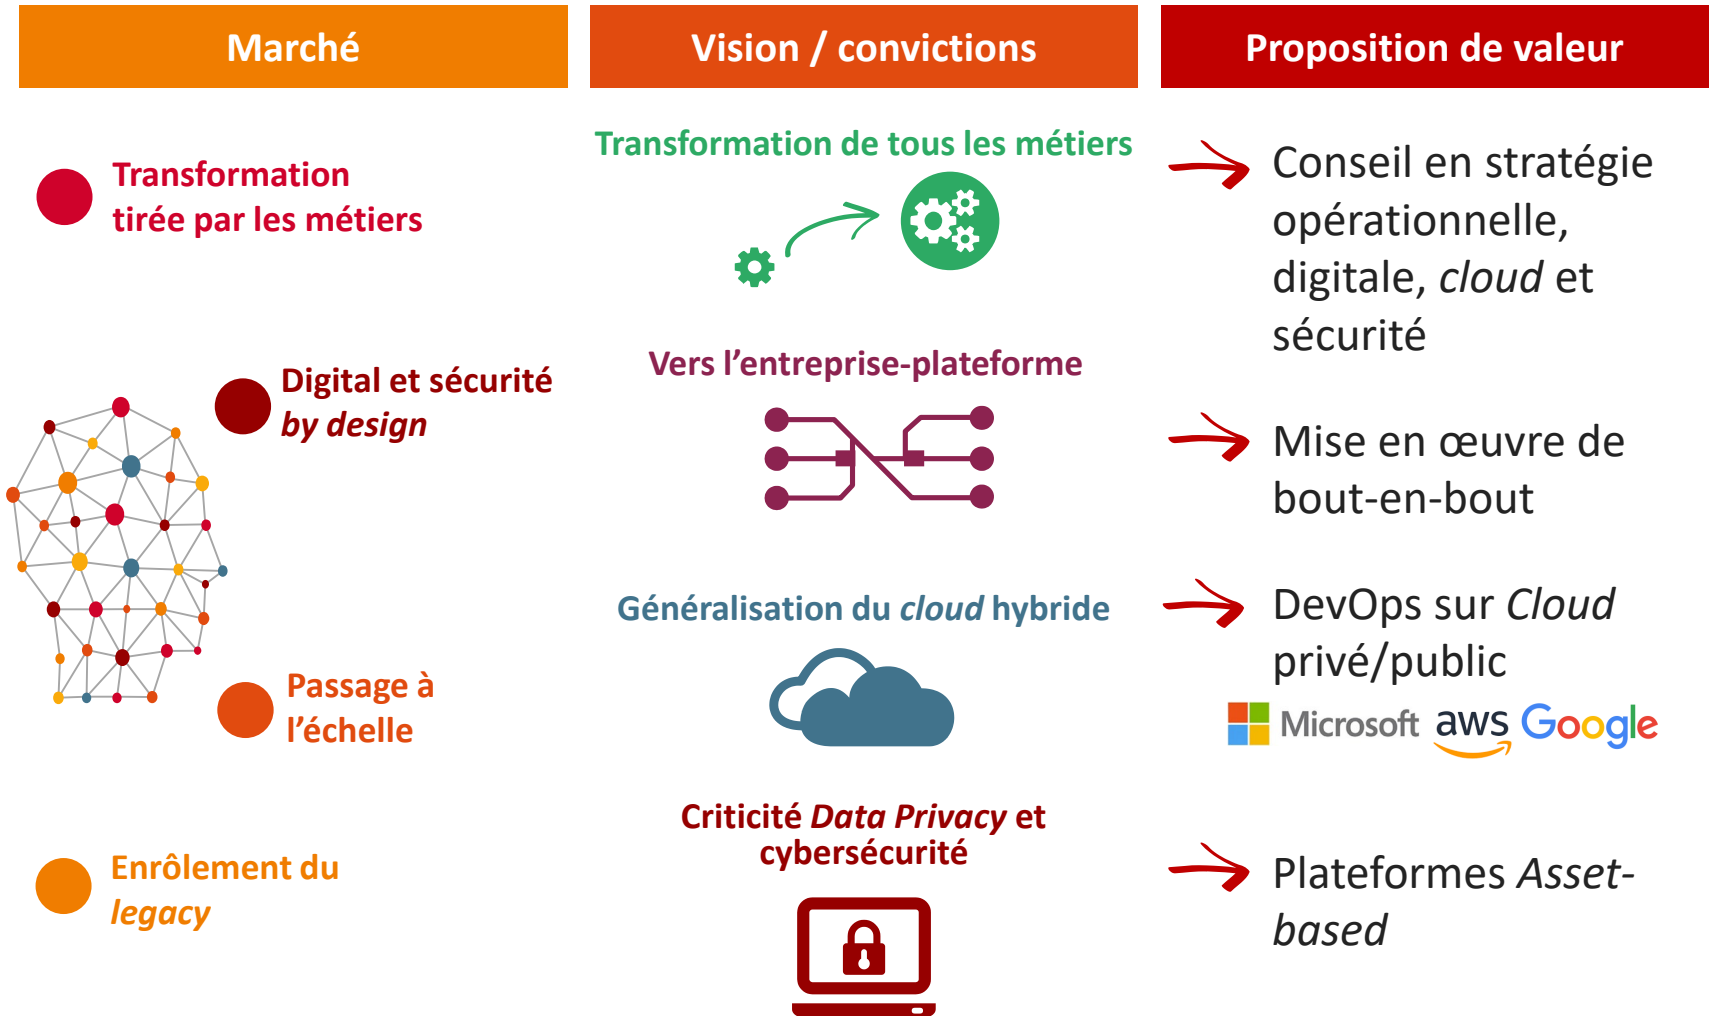 Marché
Transformation
tirée par les métiers
Digital et sécurité
by design
Passage à
l’échelle
Enrôlement du
legacy
Vision / convictions
Transformation de tous les métiers
Vers l’entreprise-plateforme
Généralisation du cloud hybride
Criticité Data Privacy et
cybersécurité
Proposition de valeur
Conseil en stratégie
opérationnelle,
digitale, cloud et
sécurité
Mise en œuvre de
bout-en-bout
DevOps sur Cloud
privé/public
Microsoft aws Google
Plateformes Asset-
based